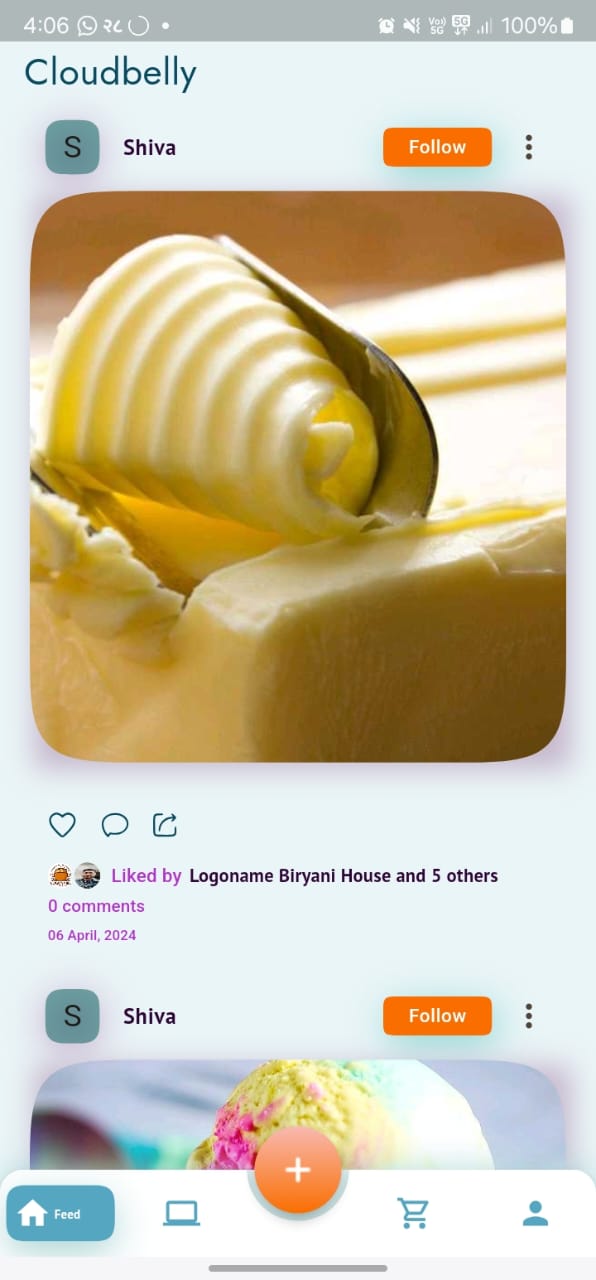 4:06 ૨૮ Vo) 5G 5G 100%
Cloudbelly
S Shiva Follow
Liked by Logoname Biryani House and 5 others
0 comments
06 April, 2024
S Shiva Follow
Feed